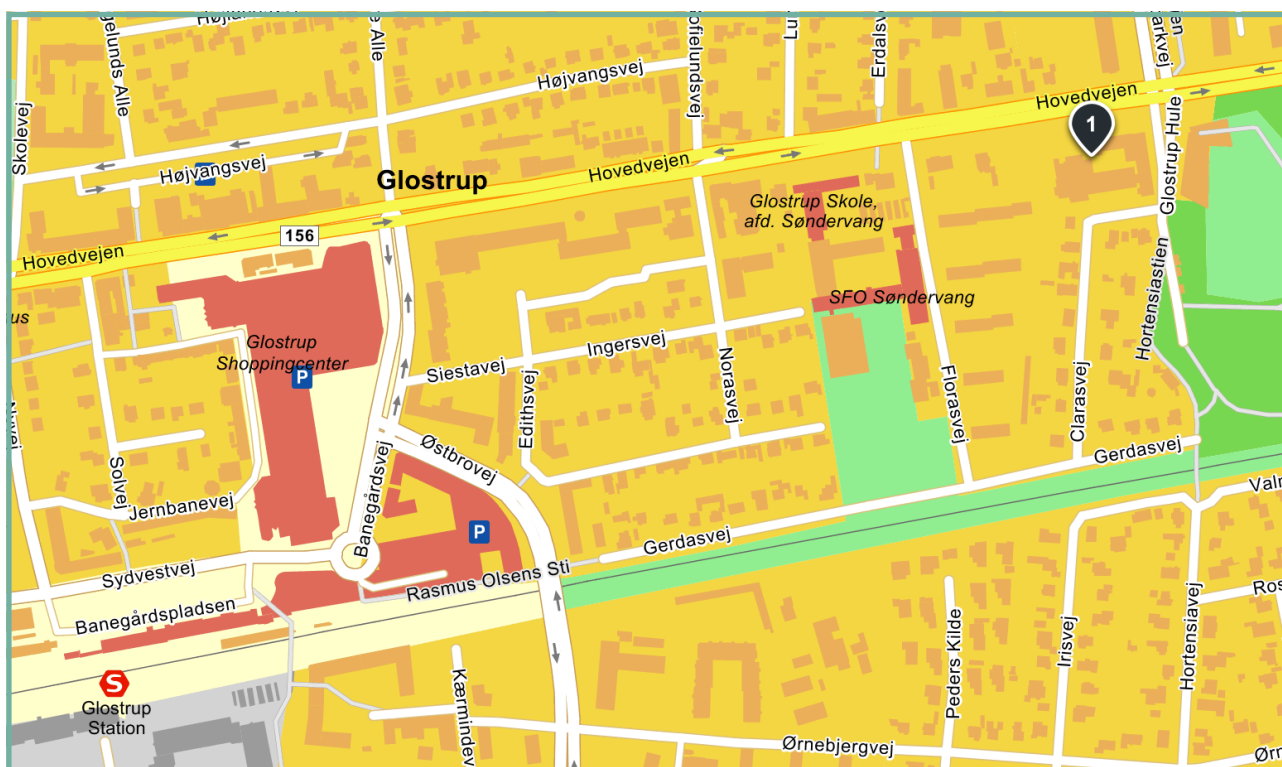 Højvangsvej
Erdalsvej
Skolevej
Hovedvejen
1
Glostrup Hule
Højvangsvej
Glostrup
Hovedvejen
Glostrup Skole,
afd. Søndervang
156
Hovedvejen
SFO Søndervang
Hortensiastien
Glostrup
Shoppingcenter
P
Siestavej
Ingersvej
Norasvej
Edithsvej
Florasvej
Clarasvej
Østbrovej
Gerdasvej
Solvej
Jernbanevej
Banegårdsvej
P
Gerdasvej
Sydvestvej
Rasmus Olsens Sti
Banegårdspladsen
Peders Kilde
Irisvej
Hortensiavej
S
Glostrup
Station
Ørnebjergvej